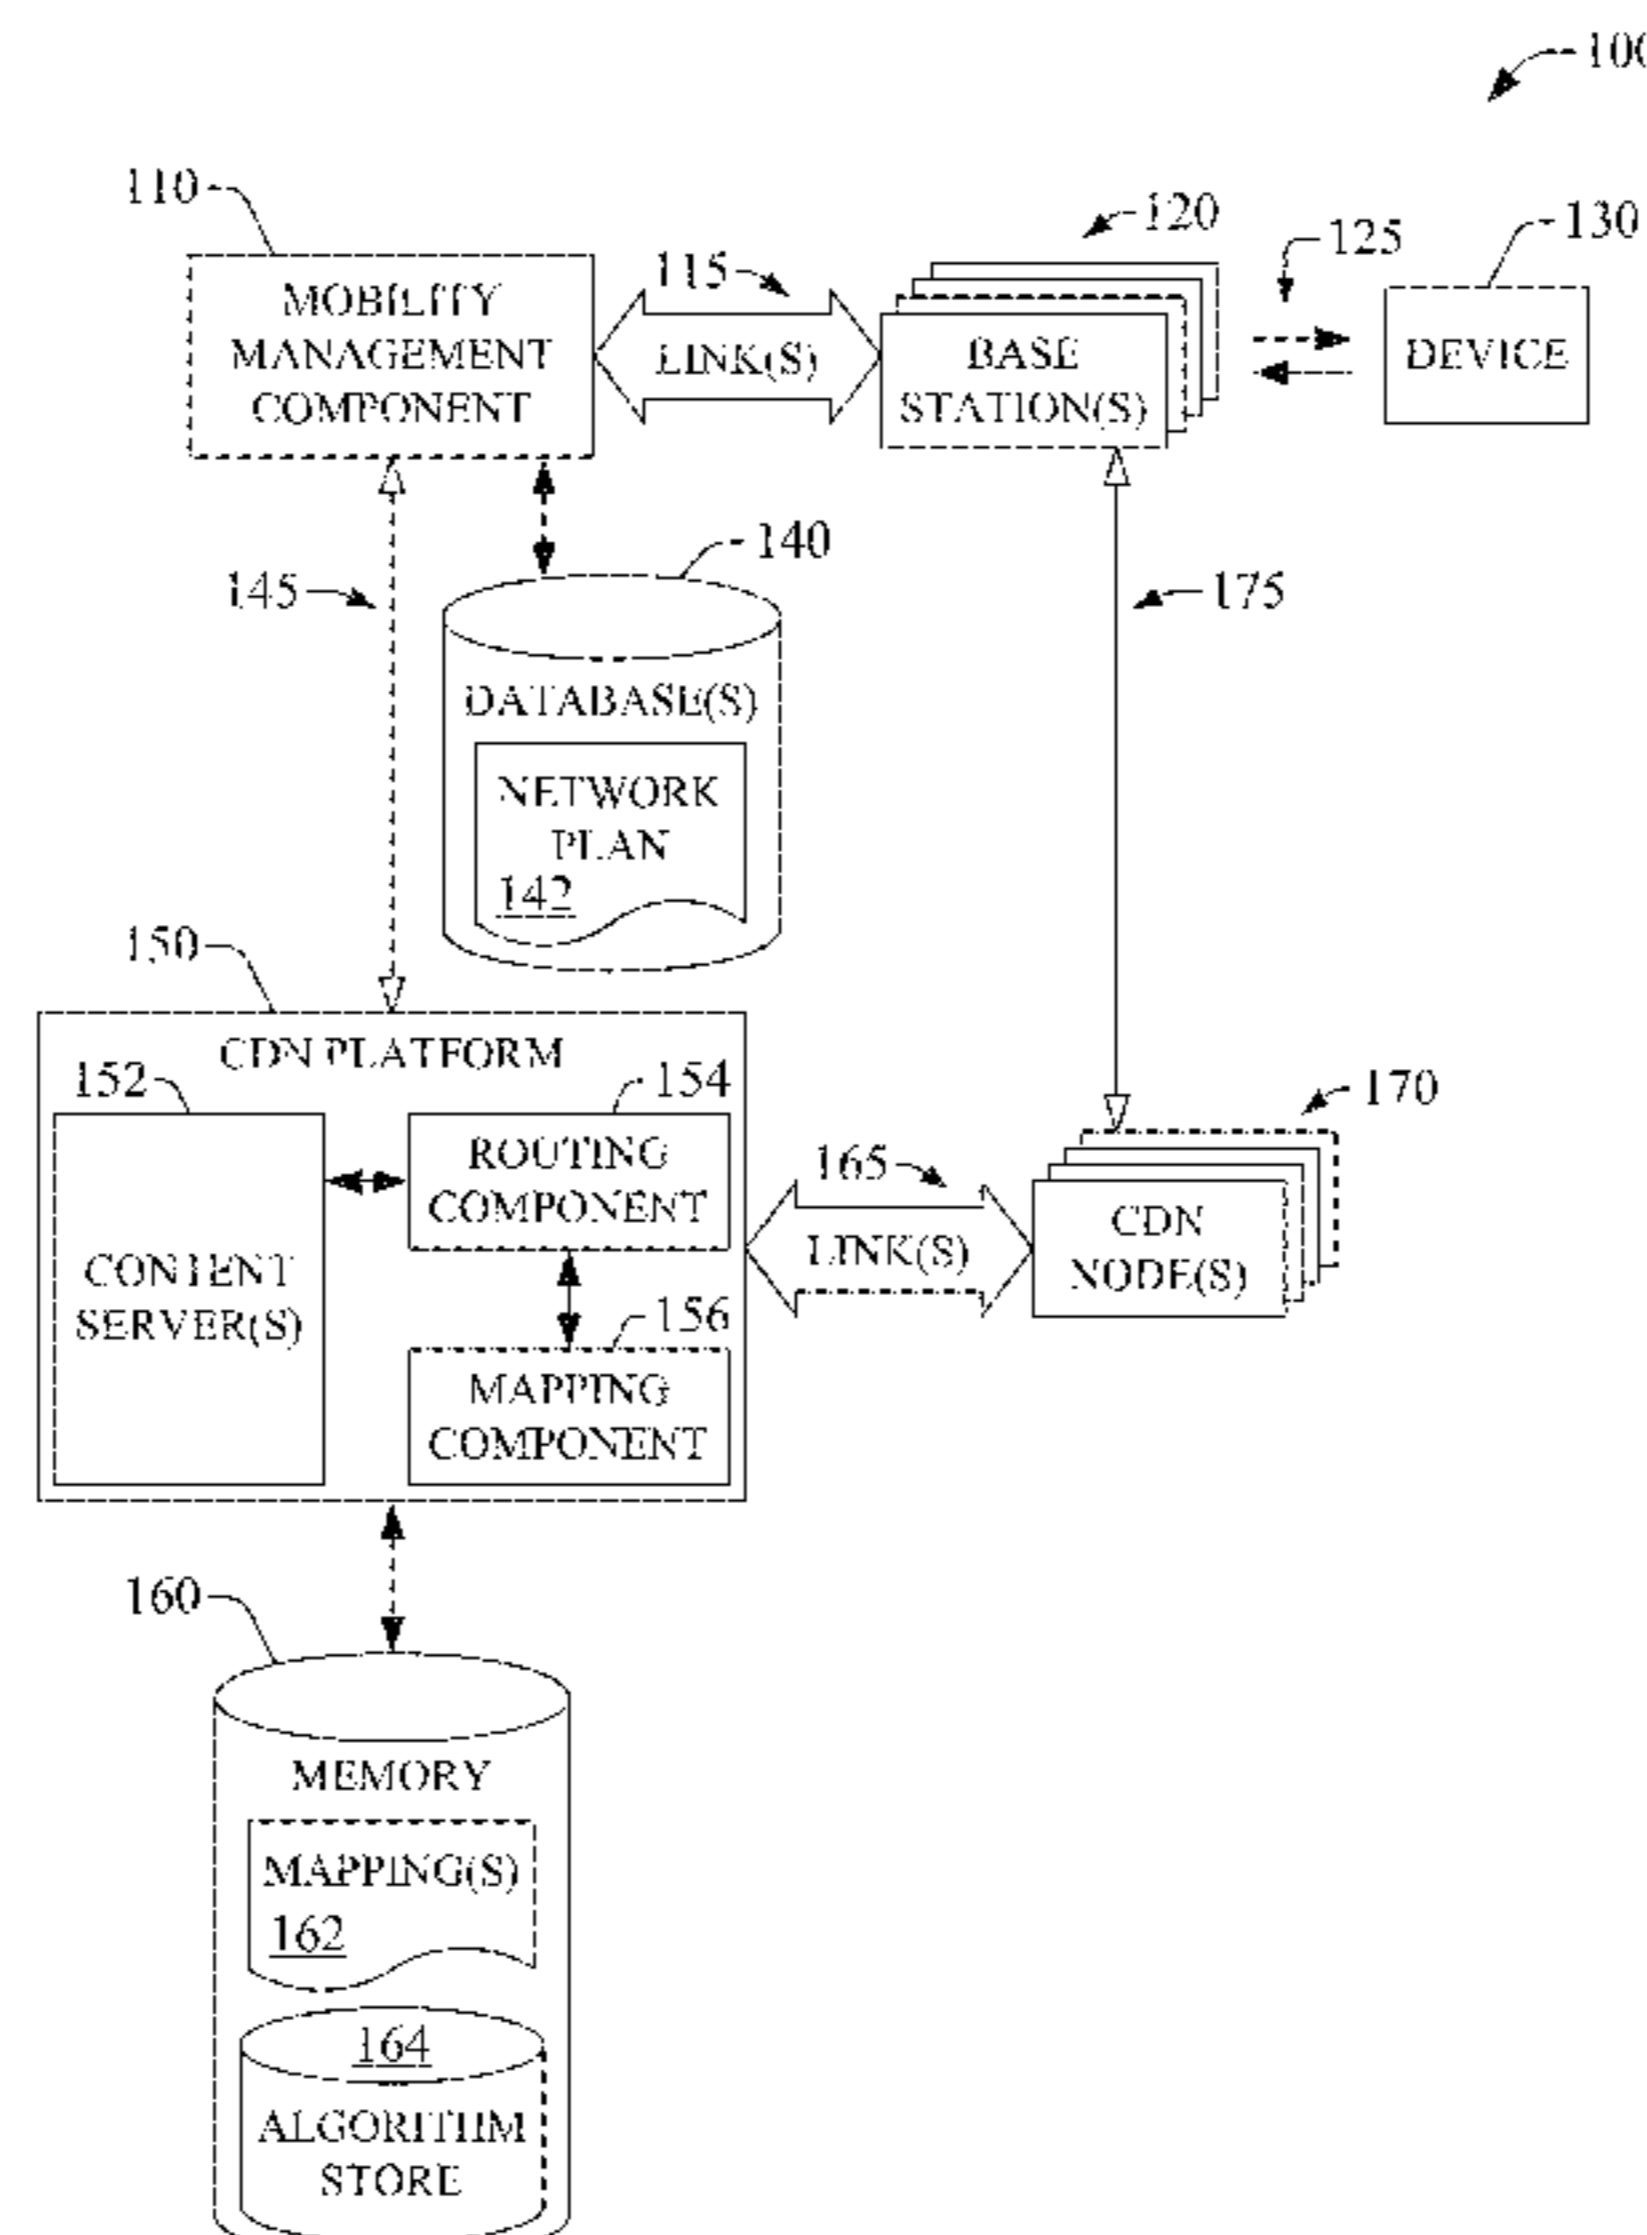 100
110
120
130
125
115
MOBILITY
MANAGEMENT
COMPONENT
LINK(S)
BASE
STATION(S)
DEVICE
140
145
175
DATABASE(S)
NETWORK
PLAN
142
150
CDN PLATFORM
152
154
170
ROUTING
COMPONENT
165
CONTENT
SERVER(S)
LINK(S)
CDN
NODE(S)
156
MAPPING
COMPONENT
160
MEMORY
MAPPING(S)
162
164
ALGORITHM
STORE